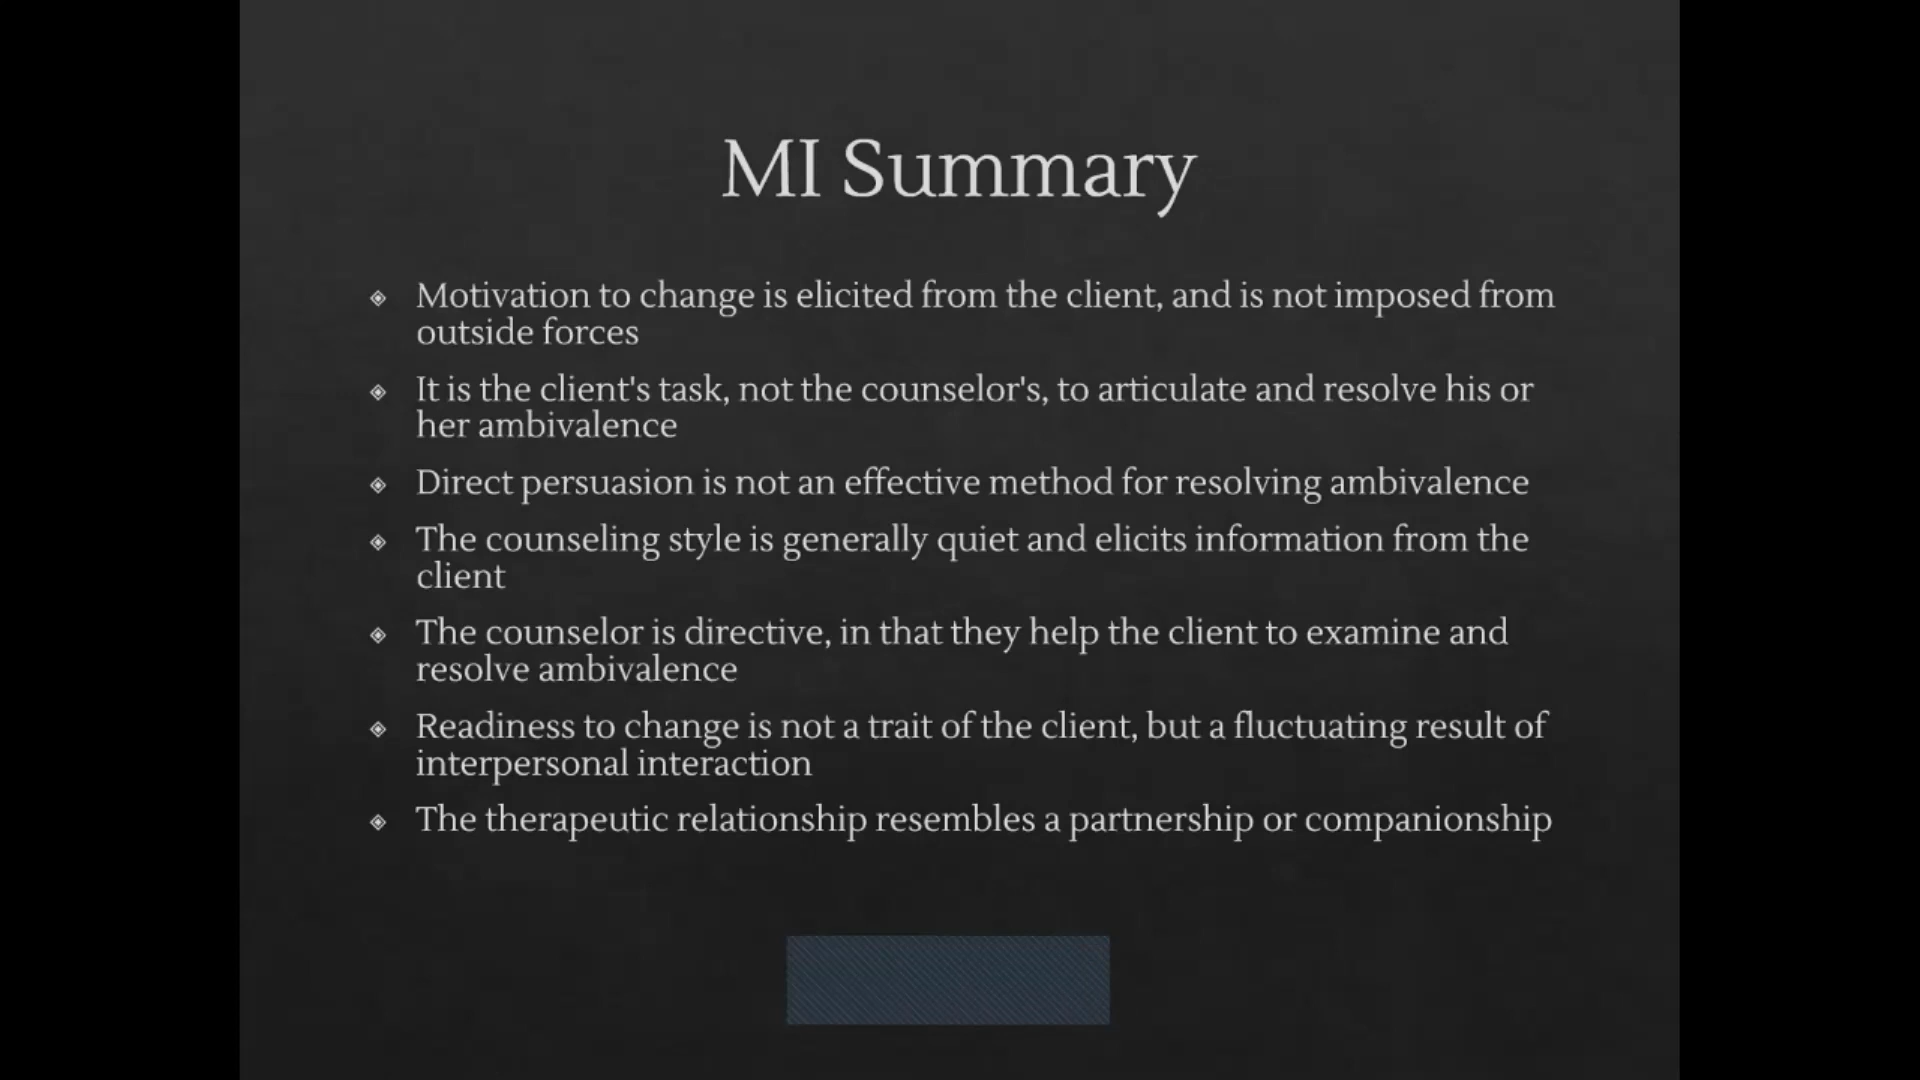 MI Summary
Motivation to change is elicited from the client, and is not imposed from
outside forces
It is the client's task, not the counselor's, to articulate and resolve his or
her ambivalence
Direct persuasion is not an effective method for resolving ambivalence
The counseling style is generally quiet and elicits information from the
client
The counselor is directive, in that they help the client to examine and
resolve ambivalence
Readiness to change is not a trait of the client, but a fluctuating result of
interpersonal interaction
The therapeutic relationship resembles a partnership or companionship